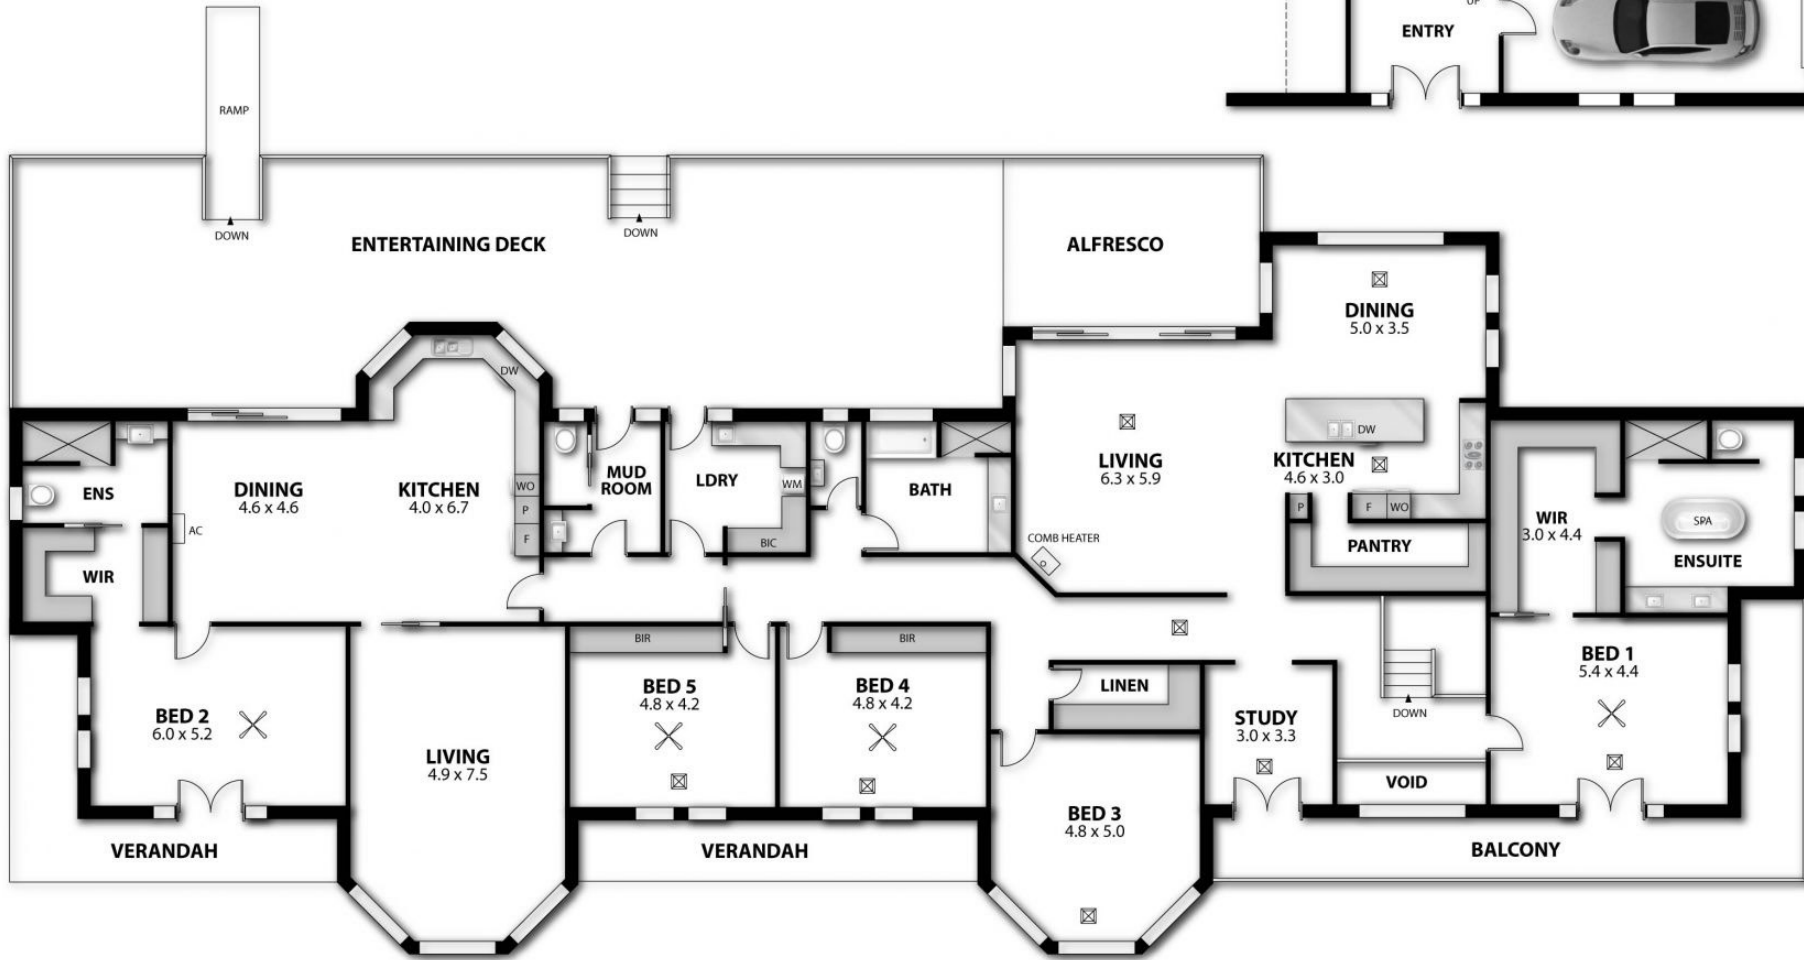 UP
ENTRY
RAMP
DOWN
ENTERTAINING DECK
DOWN
ALFRESCO
DINING
5.0 x 3.5
DW
ENS
DINING
4.6 x 4.6
KITCHEN
4.0 x 6.7
WO
P
F
AC
MUD
ROOM
LDRY
WM
BIC
BATH
LIVING
6.3 x 5.9
COMB HEATER
DW
KITCHEN
4.6 x 3.0
P
F
WO
PANTRY
WIR
3.0 x 4.4
SPA
ENSUITE
WIR
BIR
BIR
BED 2
6.0 x 5.2
LIVING
4.9 x 7.5
BED 5
4.8 x 4.2
BED 4
4.8 x 4.2
LINEN
STUDY
3.0 x 3.3
DOWN
BED 1
5.4 x 4.4
VOID
BED 3
4.8 x 5.0
VERANDAH
VERANDAH
BALCONY